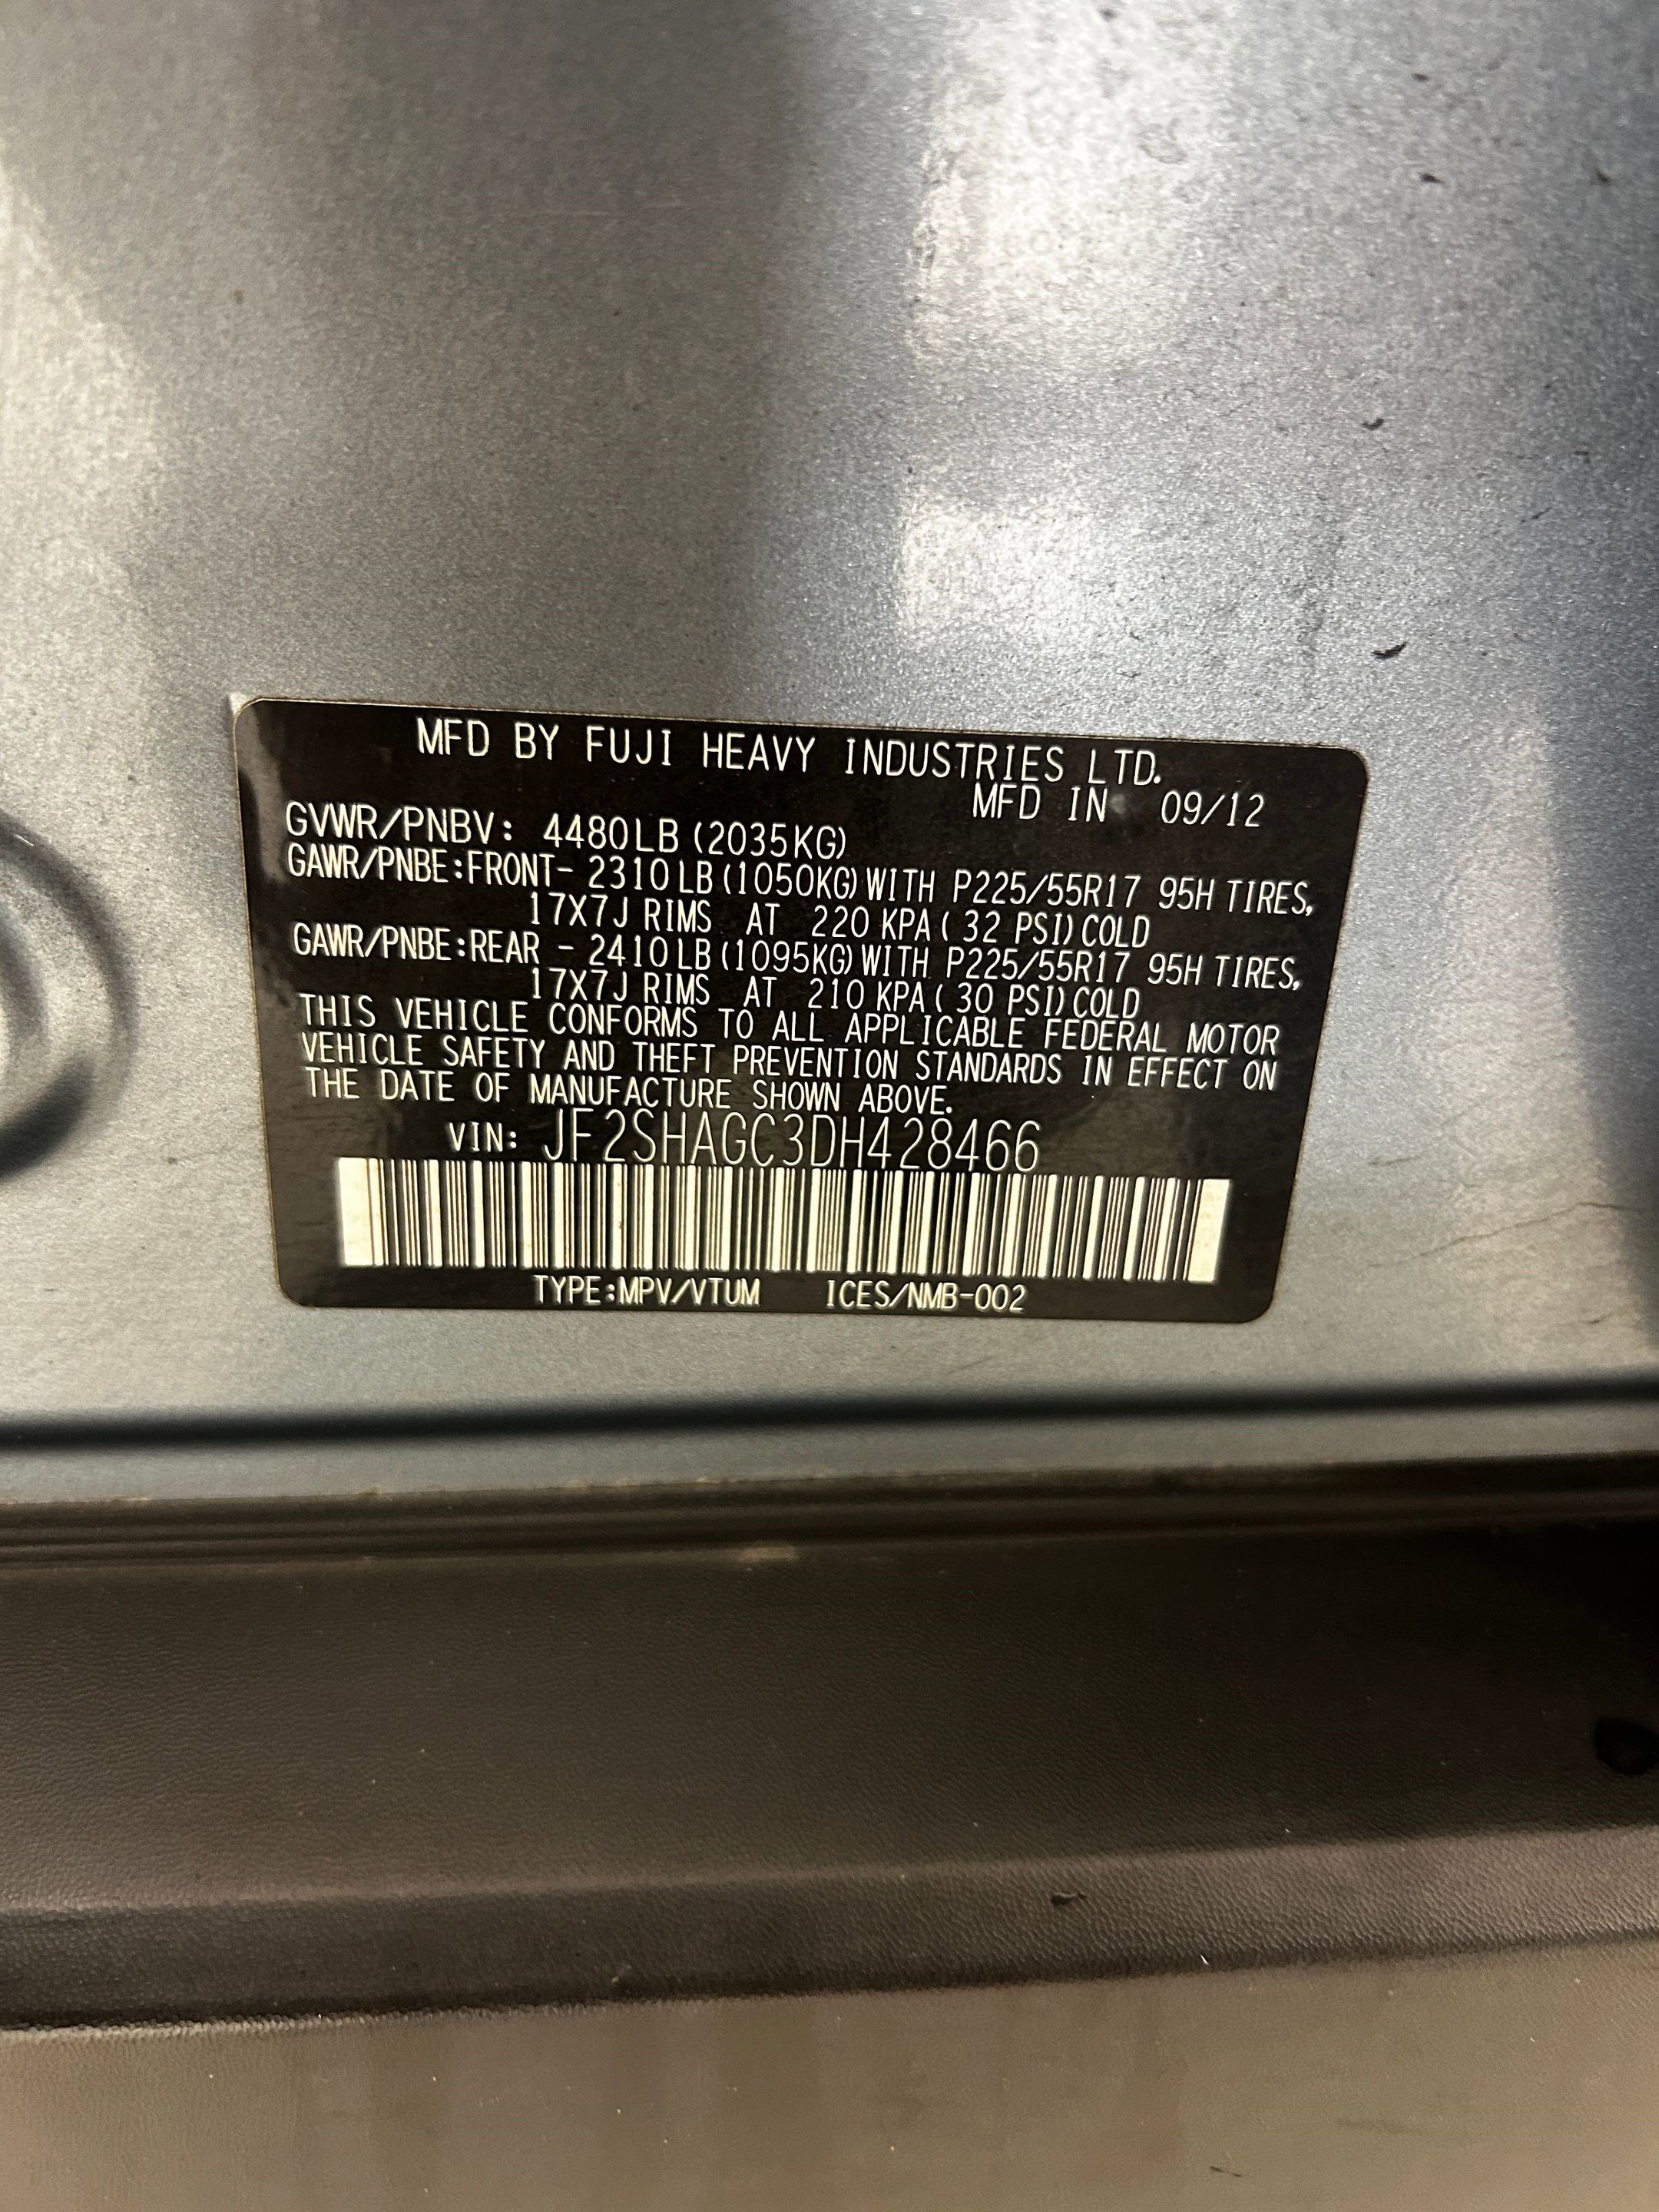 MFD BY FUJI HEAVY INDUSTRIES LTD.
MFD IN 09/12
GVWR/PNBV: 4480LB (2035KG)
GAWR/PNBE:FRONT- 2310LB(1050KG)WITH P225/55R17 95H TIRES,
17X7J RIMS AT 220 KPA( 32 PSI)COLD
GAWR/PNBE:REAR - 2410LB(1095KG)WITH P225/55R17 95H TIRES,
17X7J RIMS AT 210 KPA( 30 PSI)COLD
THIS VEHICLE CONFORMS TO ALL APPLICABLE FEDERAL MOTOR
VEHICLE SAFETY AND THEFT PREVENTION STANDARDS IN EFFECT ON
THE DATE OF MANUFACTURE SHOWN ABOVE.
VIN: JF2SHAGC3DH428466
TYPE:MPV/VTUM ICES/NMB-002